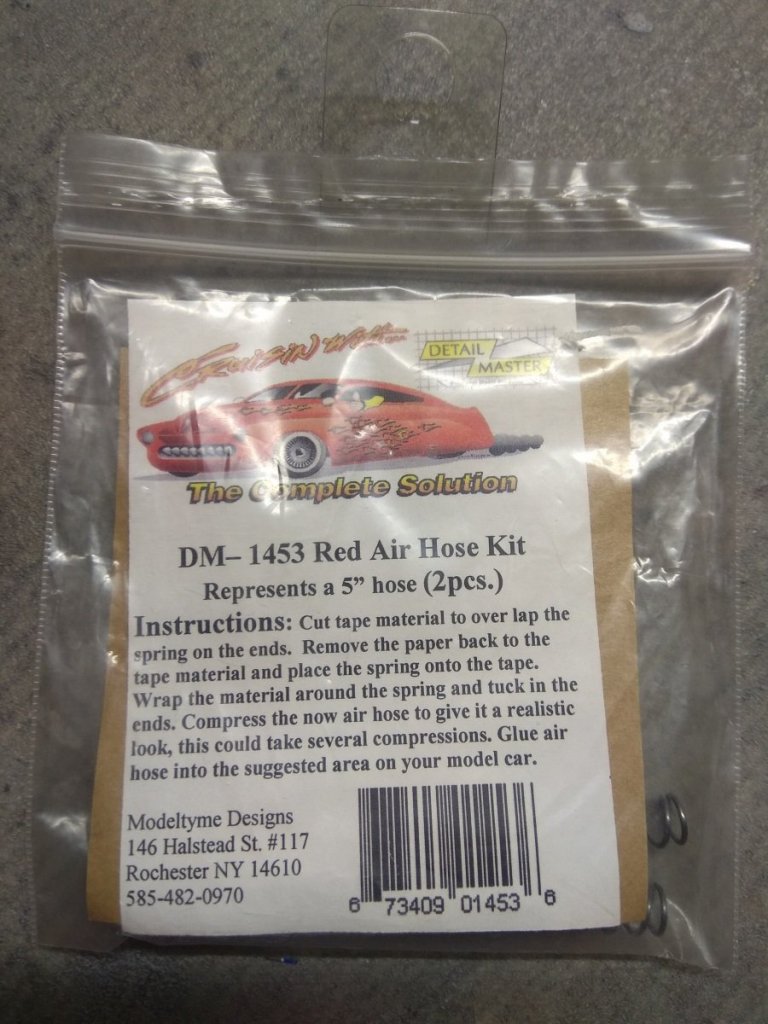 CRUISIN' With
DETAIL
MASTER
The Complete Solution
DM– 1453 Red Air Hose Kit
Represents a 5” hose (2pcs.)
Instructions: Cut tape material to over lap the
spring on the ends. Remove the paper back to the
tape material and place the spring onto the tape.
Wrap the material around the spring and tuck in the
ends. Compress the now air hose to give it a realistic
look, this could take several compressions. Glue air
hose into the suggested area on your model car.
Modeltyme Designs
146 Halstead St. #117
Rochester NY 14610
585-482-0970
6 73409 01453 6